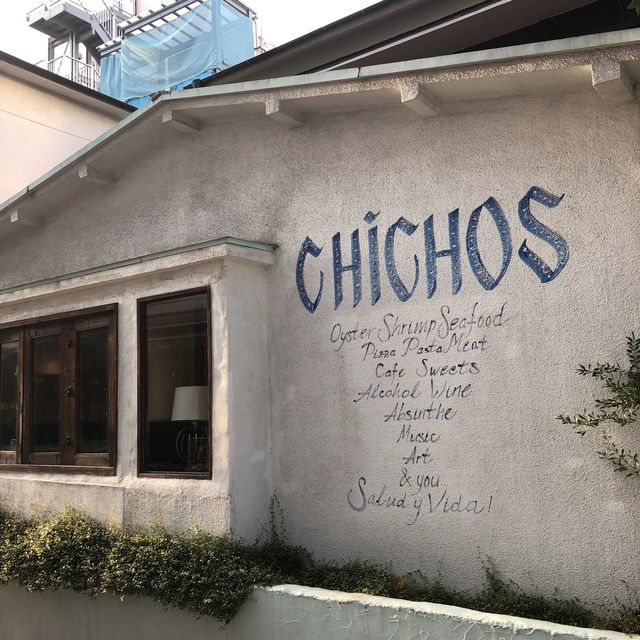 CHiCHOS
Oyster Shrimp Seafood
Pizza Pasta Meat
Cafe Sweets
Alcohol Wine
Absinthe
Music
Art
& you.
Salud y Vida!